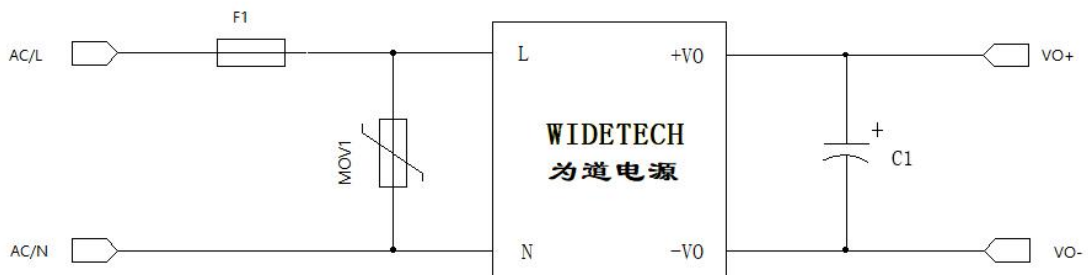 F1
AC/L
L
+VO
VO+
MOV1
WIDETECH
为道电源
+
C1
AC/N
N
-VO
VO-